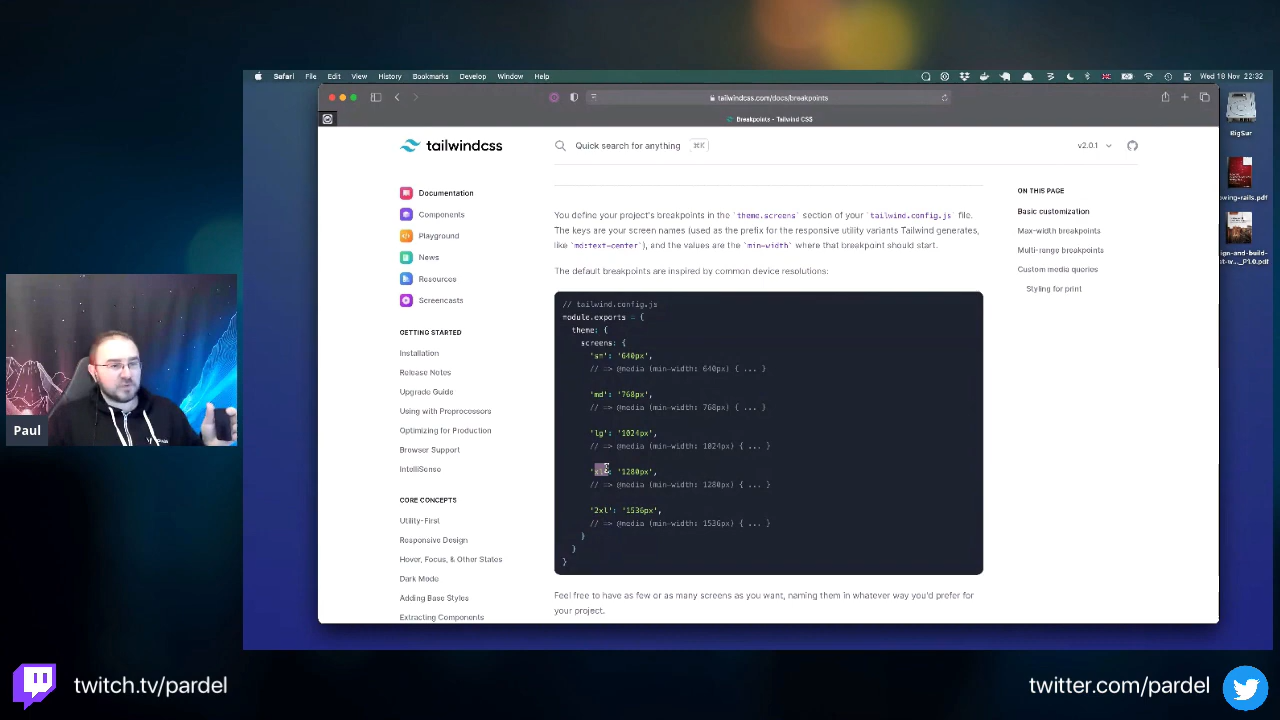 Safari File Edit View History Bookmarks Develop Window Help
Wed 18 Nov 22:32
tailwindcss.com/docs/breakpoints
Breakpoints - Tailwind CSS
BigSur
tailwindcss
Quick search for anything
⌘K
v2.0.1
Documentation
Components
Playground
News
Resources
Screencasts
GETTING STARTED
Installation
Release Notes
Upgrade Guide
Using with Preprocessors
Optimizing for Production
Browser Support
IntelliSense
CORE CONCEPTS
Utility-First
Responsive Design
Hover, Focus, & Other States
Dark Mode
Adding Base Styles
Extracting Components
You define your project's breakpoints in the `theme.screens` section of your `tailwind.config.js` file.
The keys are your screen names (used as the prefix for the responsive utility variants Tailwind generates,
like `md:text-center`), and the values are the `min-width` where that breakpoint should start.
The default breakpoints are inspired by common device resolutions:
// tailwind.config.js
module.exports = {
theme: {
screens: {
'sm': '640px',
// => @media (min-width: 640px) { ... }
'md': '768px',
// => @media (min-width: 768px) { ... }
'lg': '1024px',
// => @media (min-width: 1024px) { ... }
'xl': '1280px',
// => @media (min-width: 1280px) { ... }
'2xl': '1536px',
// => @media (min-width: 1536px) { ... }
}
}
}
Feel free to have as few or as many screens as you want, naming them in whatever way you'd prefer for
your project.
ON THIS PAGE
Basic customization
Max-width breakpoints
Multi-range breakpoints
Custom media queries
Styling for print
wing-rails.pdf
ign-and-build-
st-w..._P1.0.pdf
Paul
twitch.tv/pardel
twitter.com/pardel